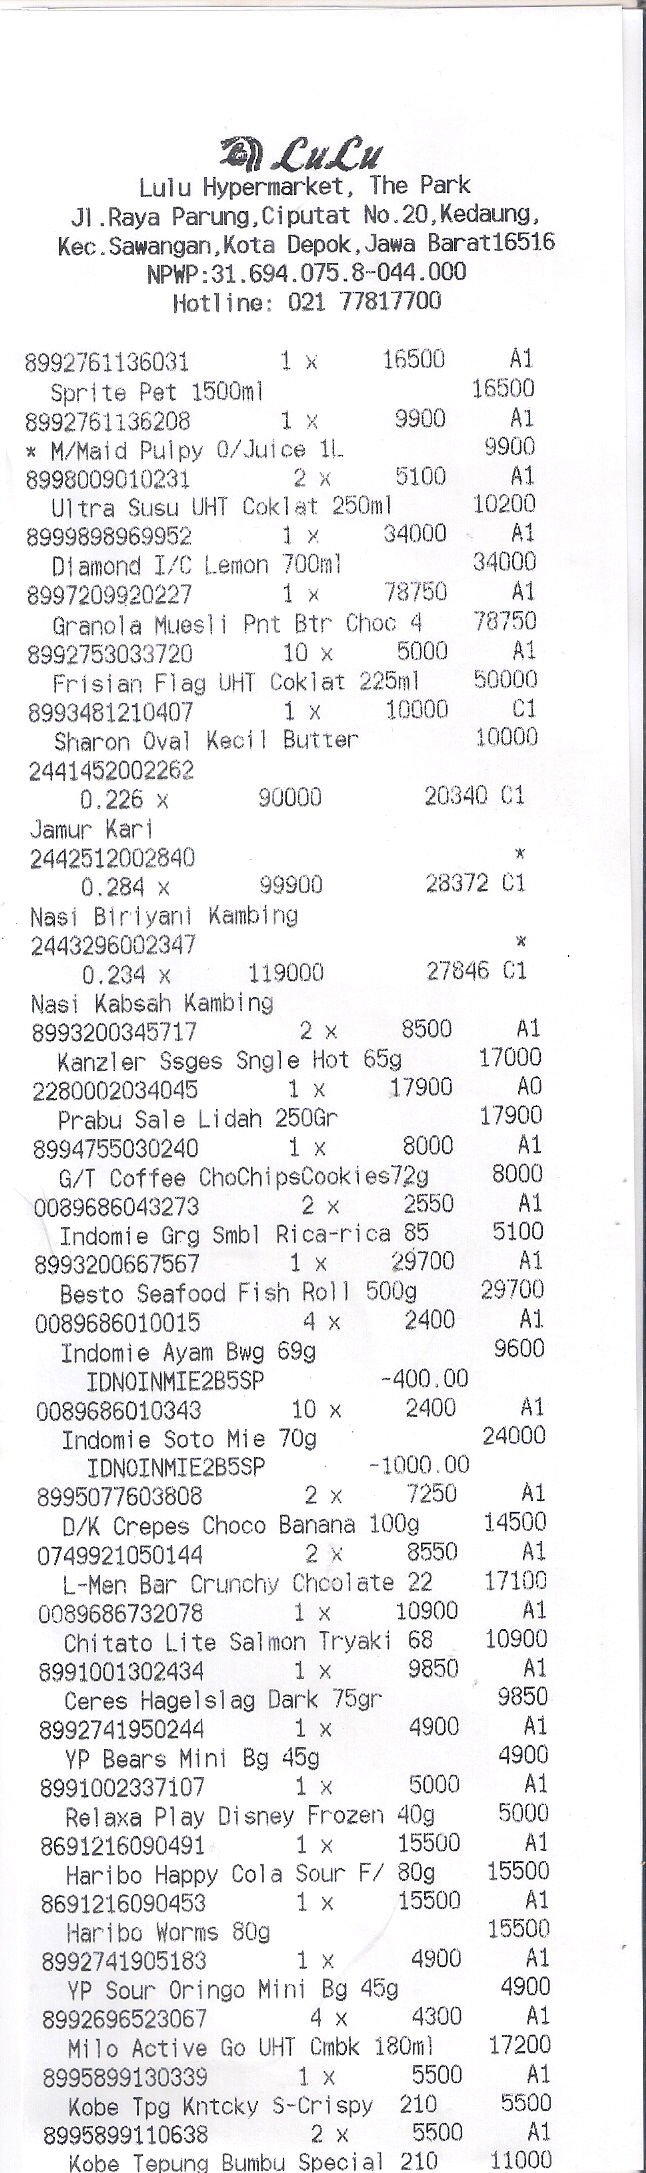 LuLu
Lulu Hypermarket, The Park
Jl.Raya Parung,Ciputat No.20,Kedaung,
Kec.Sawangan,Kota Depok,Jawa Barat16516
NPWP:31.694.075.8-044.000
Hotline: 021 77817700
8992761136031 1 x 16500 A1
Sprite Pet 1500ml 16500
8992761136208 1 x 9900 A1
* M/Maid Pulpy O/Juice 1L 9900
8998009010231 2 x 5100 A1
Ultra Susu UHT Coklat 250ml 10200
8999898969952 1 x 34000 A1
Diamond I/C Lemon 700ml 34000
8997209920227 1 x 78750 A1
Granola Muesli Pnt Btr Choc 4 78750
8992753033720 10 x 5000 A1
Frisian Flag UHT Coklat 225ml 50000
8993481210407 1 x 10000 C1
Sharon Oval Kecil Butter 10000
2441452002262
0.226 x 90000 20340 C1
Jamur Kari
2442512002840 *
0.284 x 99900 28372 C1
Nasi Biriyani Kambing
2443296002347 *
0.234 x 119000 27846 C1
Nasi Kabsah Kambing
8993200345717 2 x 8500 A1
Kanzler Ssges Sngle Hot 65g 17000
2280002034045 1 x 17900 A0
Prabu Sale Lidah 250Gr 17900
8994755030240 1 x 8000 A1
G/T Coffee ChoChipsCookies72g 8000
0089686043273 2 x 2550 A1
Indomie Grg Smbl Rica-rica 85 5100
8993200667567 1 x 29700 A1
Besto Seafood Fish Roll 500g 29700
0089686010015 4 x 2400 A1
Indomie Ayam Bwg 69g 9600
IDNOINMIE2B5SP -400.00
0089686010343 10 x 2400 A1
Indomie Soto Mie 70g 24000
IDNOINMIE2B5SP -1000.00
8995077603808 2 x 7250 A1
D/K Crepes Choco Banana 100g 14500
0749921050144 2 x 8550 A1
L-Men Bar Crunchy Chcolate 22 17100
0089686732078 1 x 10900 A1
Chitato Lite Salmon Tryaki 68 10900
8991001302434 1 x 9850 A1
Ceres Hagelslag Dark 75gr 9850
8992741950244 1 x 4900 A1
YP Bears Mini Bg 45g 4900
8991002337107 1 x 5000 A1
Relaxa Play Disney Frozen 40g 5000
8691216090491 1 x 15500 A1
Haribo Happy Cola Sour F/ 80g 15500
8691216090453 1 x 15500 A1
Haribo Worms 80g 15500
8992741905183 1 x 4900 A1
YP Sour Oringo Mini Bg 45g 4900
8992696523067 4 x 4300 A1
Milo Active Go UHT Cmbk 180ml 17200
8995899130339 1 x 5500 A1
Kobe Tpg Kntcky S-Crispy 210 5500
8995899110638 2 x 5500 A1
Kobe Tepung Bumbu Special 210 11000